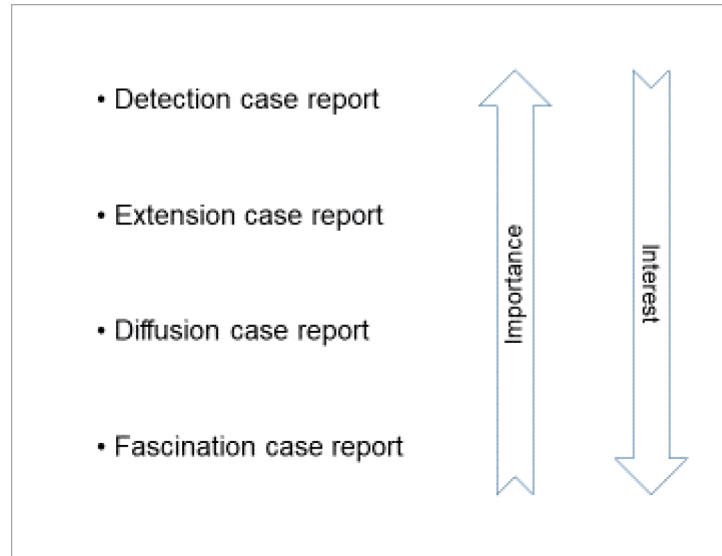 • Detection case report
• Extension case report
• Diffusion case report
• Fascination case report
Importance
Interest